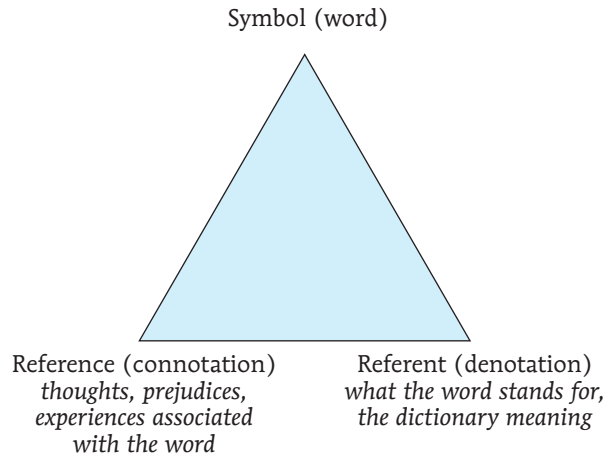 Symbol (word)
Reference (connotation)
thoughts, prejudices,
experiences associated
with the word
Referent (denotation)
what the word stands for,
the dictionary meaning